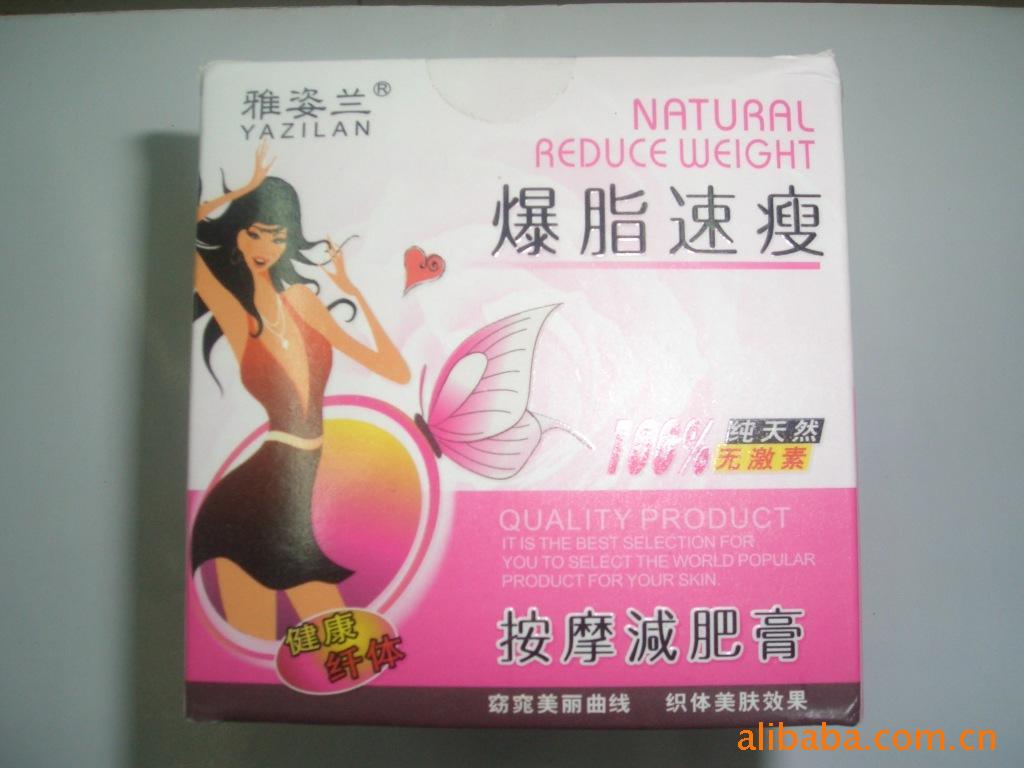 雅姿兰®
YAZILAN
NATURAL
REDUCE WEIGHT
爆脂速瘦
100% 纯天然
无激素
QUALITY PRODUCT
IT IS THE BEST SELECTION FOR
YOU TO SELECT THE WORLD POPULAR
PRODUCT FOR YOUR SKIN.
健康
纤体
按摩減肥膏
窈窕美丽曲线 织体美肤效果
alibaba.com.cn